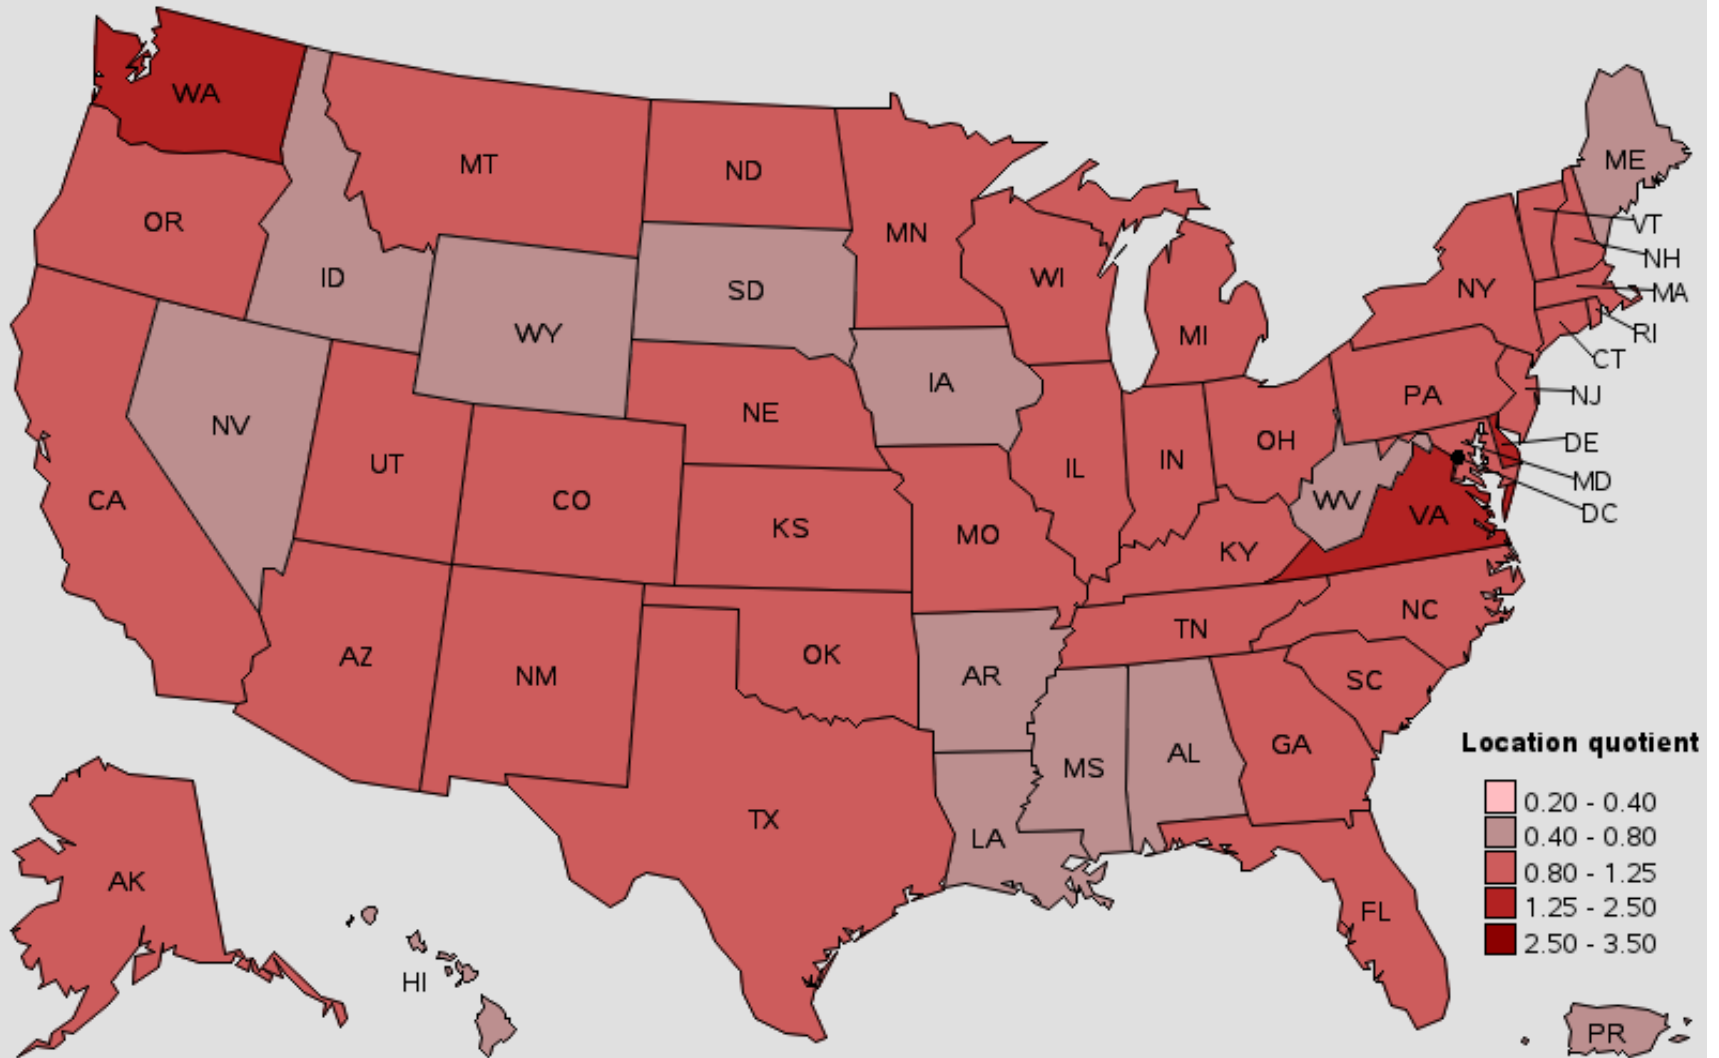 WA
MT
ND
ME
OR
MN
VT
ID
SD
WI
NH
NY
MA
WY
MI
RI
CT
IA
NV
NE
PA
NJ
UT
OH
DE
CA
CO
IL
IN
MD
WV
DC
KS
MO
VA
KY
NC
TN
AZ
NM
OK
AR
SC
GA
Location quotient
MS
AL
TX
LA
0.20 - 0.40
0.40 - 0.80
0.80 - 1.25
1.25 - 2.50
2.50 - 3.50
AK
FL
HI
PR